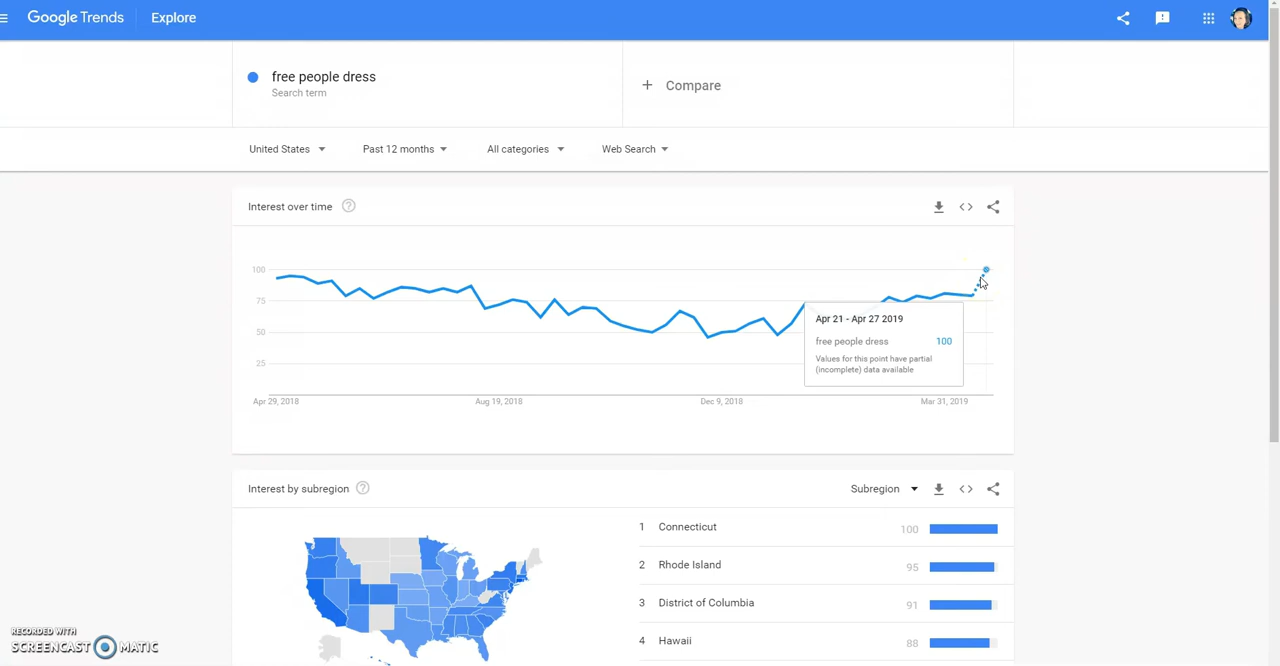 Google Trends
Explore
free people dress
Search term
+ Compare
United States
Past 12 months
All categories
Web Search
Interest over time
100
75
50
25
Apr 21 - Apr 27 2019
free people dress 100
Values for this point have partial
(incomplete) data available
Apr 29, 2018
Aug 19, 2018
Dec 9, 2018
Mar 31, 2019
Interest by subregion
Subregion
1 Connecticut 100
2 Rhode Island 95
3 District of Columbia 91
4 Hawaii 88
RECORDED WITH
SCREENCAST MATIC